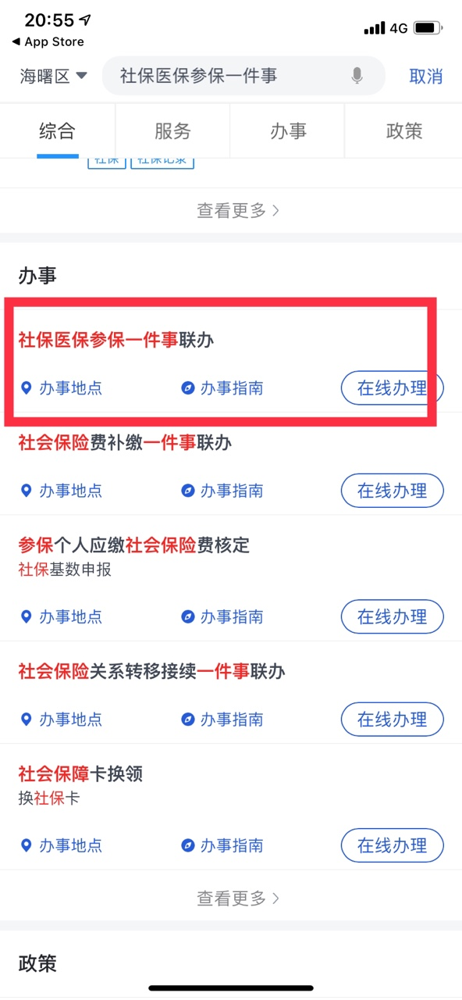 20:55
4G
App Store
海曙区
社保医保参保一件事
取消
综合
服务
办事
政策
社保
社保记录
查看更多
办事
社保医保参保一件事联办
办事地点
办事指南
在线办理
社会保险费补缴一件事联办
办事地点
办事指南
在线办理
参保个人应缴社会保险费核定
社保基数申报
办事地点
办事指南
在线办理
社会保险关系转移接续一件事联办
办事地点
办事指南
在线办理
社会保障卡换领
换社保卡
办事地点
办事指南
在线办理
查看更多
政策